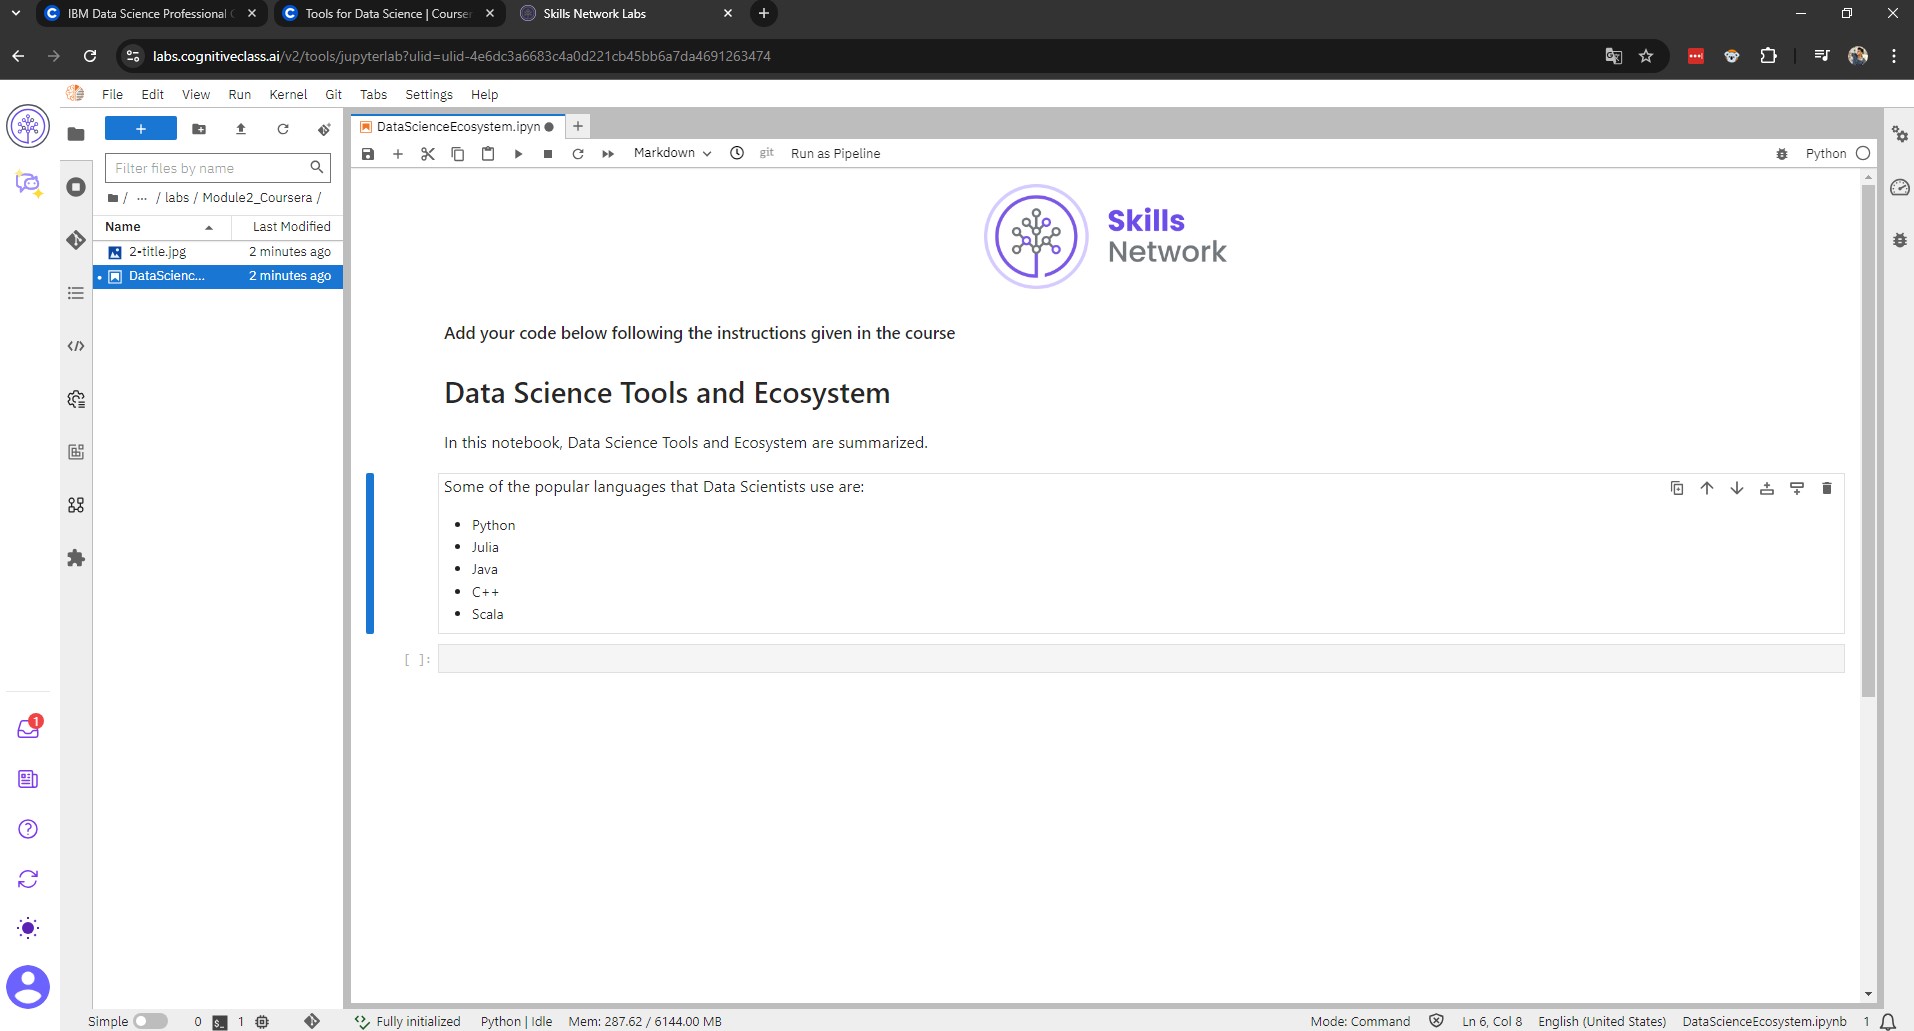 IBM Data Science Professional
Tools for Data Science | Courser
Skills Network Labs
labs.cognitiveclass.ai/v2/tools/jupyterlab?ulid=ulid-4e6dc3a6683c4a0d221cb45bb6a7da4691263474
File Edit View Run Kernel Git Tabs Settings Help
Filter files by name
/ ... / labs / Module2_Coursera /
Name Last Modified
2-title.jpg 2 minutes ago
DataScienc... 2 minutes ago
DataScienceEcosystem.ipyn
Markdown git Run as Pipeline Python
Skills
Network
Add your code below following the instructions given in the course
Data Science Tools and Ecosystem
In this notebook, Data Science Tools and Ecosystem are summarized.
Some of the popular languages that Data Scientists use are:
• Python
• Julia
• Java
• C++
• Scala
[ ]:
1
Simple 0 $_ 1 Fully initialized Python | Idle Mem: 287.62 / 6144.00 MB Mode: Command Ln 6, Col 8 English (United States) DataScienceEcosystem.ipynb 1